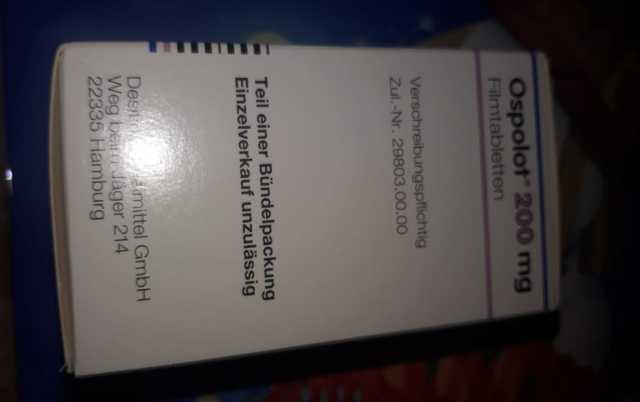 Ospolot® 200 mg
Filmtabletten
Verschreibungspflichtig
Zul.-Nr. 29803.00.00
Teil einer Bündelpackung
Einzelverkauf unzulässig
GmbH
Weg beim Jäger 214
22335 Hamburg